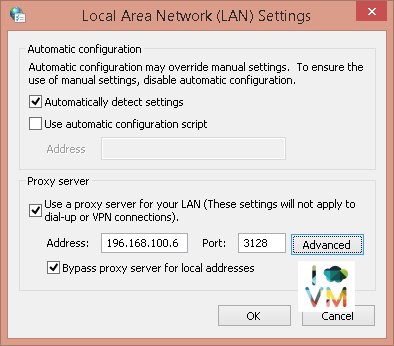 Local Area Network (LAN) Settings
Automatic configuration
Automatic configuration may override manual settings.  To ensure the
use of manual settings, disable automatic configuration.
Automatically detect settings
Use automatic configuration script
Address
Proxy server
Use a proxy server for your LAN (These settings will not apply to
dial-up or VPN connections).
Address: 196.168.100.6 Port: 3128 Advanced
Bypass proxy server for local addresses
I
VM
OK Cancel